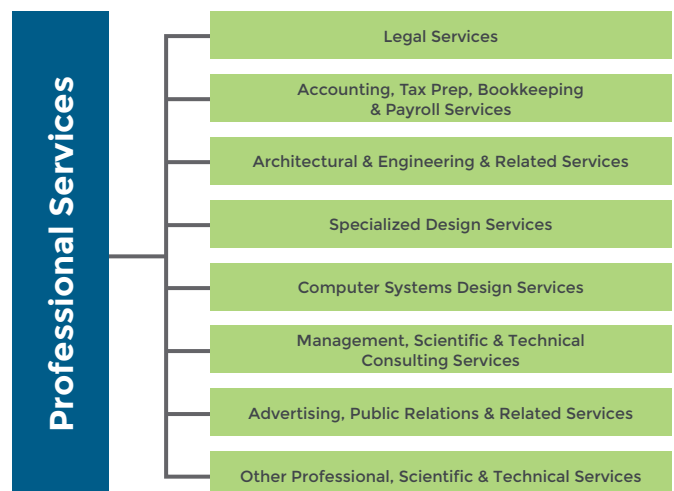 Professional Services
Legal Services
Accounting, Tax Prep, Bookkeeping
& Payroll Services
Architectural & Engineering & Related Services
Specialized Design Services
Computer Systems Design Services
Management, Scientific & Technical
Consulting Services
Advertising, Public Relations & Related Services
Other Professional, Scientific & Technical Services